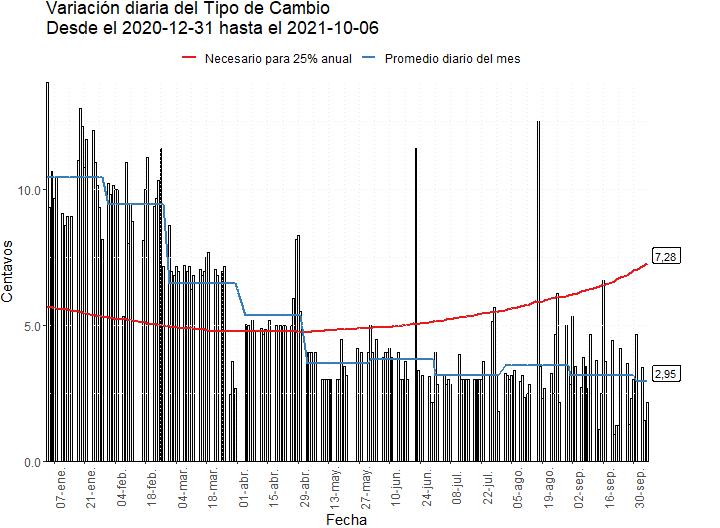 Variación diaria del Tipo de Cambio
Desde el 2020-12-31 hasta el 2021-10-06
Necesario para 25% anual
Promedio diario del mes
Centavos
10.0
5.0
0.0
7,28
2,95
07-ene.
21-ene.
04-feb.
18-feb.
04-mar.
18-mar.
01-abr.
15-abr.
29-abr.
13-may.
27-may.
10-jun.
24-jun.
08-jul.
22-jul.
05-ago.
19-ago.
02-sep.
16-sep.
30-sep.
Fecha